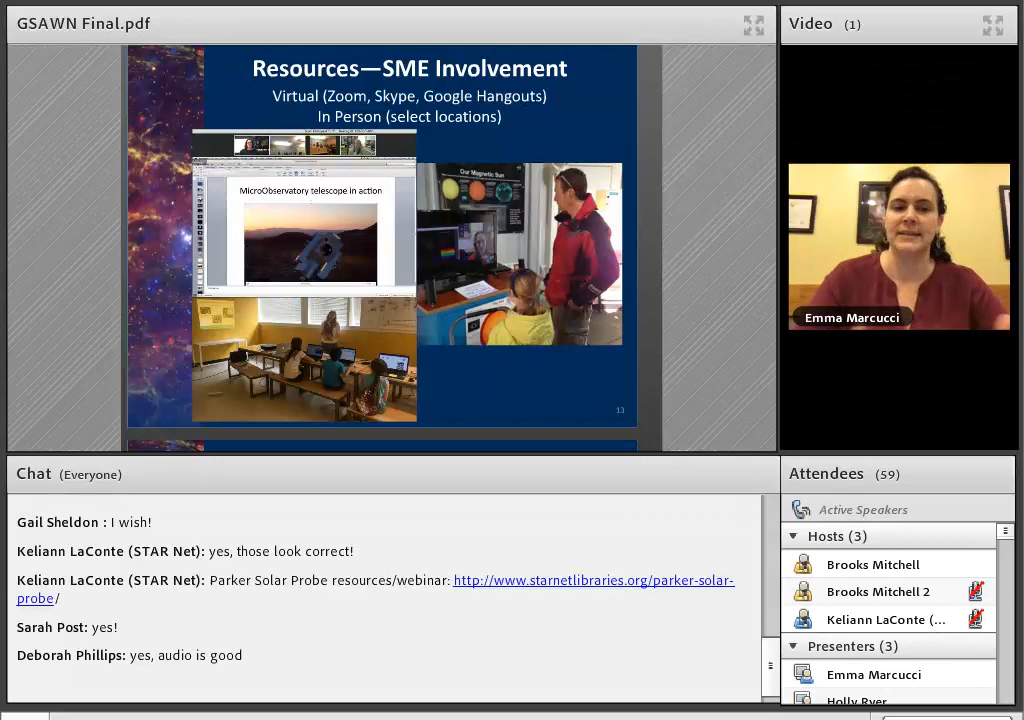 GSAWN Final.pdf
Resources—SME Involvement
Virtual (Zoom, Skype, Google Hangouts)
In Person (select locations)
MicroObservatory telescope in action
Our Magnetic Sun
13
Video (1)
Emma Marcucci
Chat (Everyone)
Gail Sheldon : I wish!
Keliann LaConte (STAR Net): yes, those look correct!
Keliann LaConte (STAR Net): Parker Solar Probe resources/webinar: http://www.starnetlibraries.org/parker-solar-
probe/
Sarah Post: yes!
Deborah Phillips: yes, audio is good
Attendees (59)
Active Speakers
Hosts (3)
Brooks Mitchell
Brooks Mitchell 2
Keliann LaConte (...
Presenters (3)
Emma Marcucci
Holly Ryer